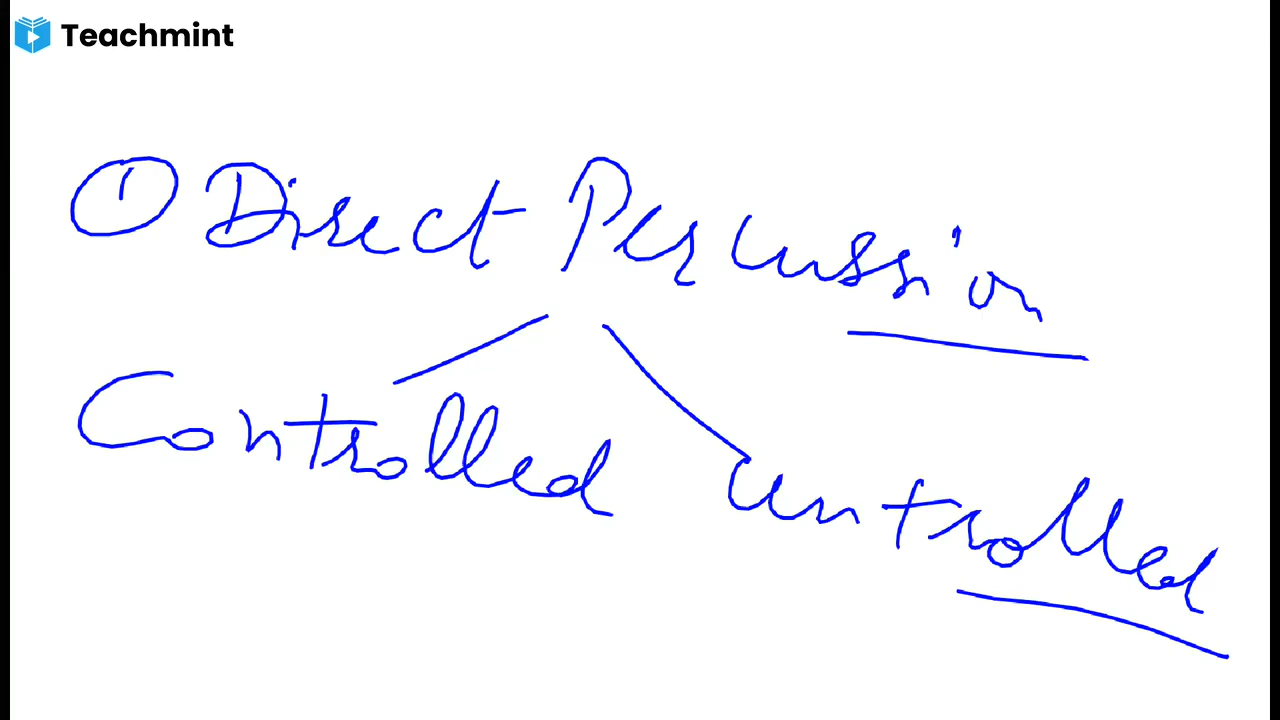 Teachmint
① Direct Percussion
Controlled untrolled